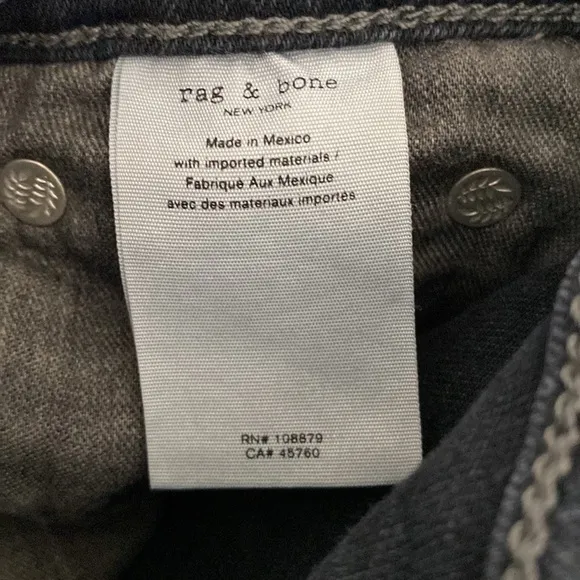 rag & bone
NEW YORK
Made in Mexico
with imported materials /
Fabriqué Aux Mexique
avec des materiaux importés
RN# 108879
CA# 45760